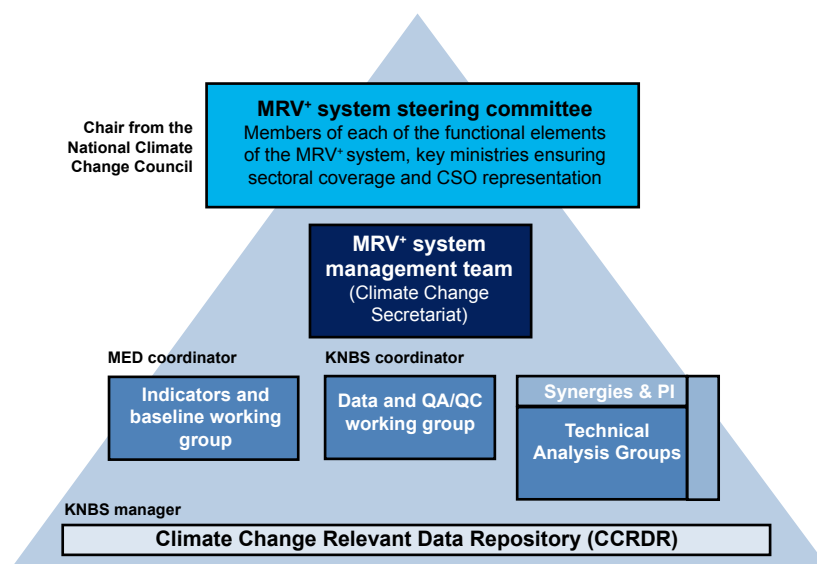 MRV⁺ system steering committee
Members of each of the functional elements
of the MRV⁺ system, key ministries ensuring
sectoral coverage and CSO representation
Chair from the
National Climate
Change Council
MRV⁺ system
management team
(Climate Change
Secretariat)
MED coordinator
Indicators and
baseline working
group
KNBS coordinator
Data and QA/QC
working group
Synergies & PI
Technical
Analysis Groups
KNBS manager
Climate Change Relevant Data Repository (CCRDR)